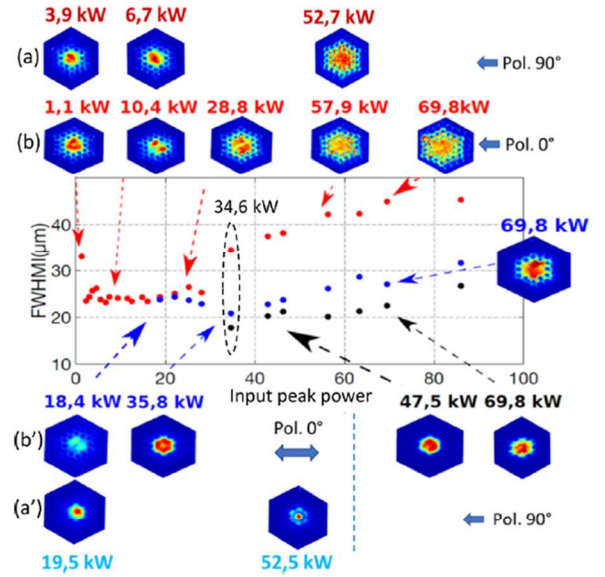 3,9 kW 6,7 kW 52,7 kW
(a) Pol. 90°
1,1 kW 10,4 kW 28,8 kW 57,9 kW 69,8kW
(b) Pol. 0°
34,6 kW
69,8 kW
FWHMI(μm)
40
30
20
10
0 20 40 60 80 100
Input peak power
18,4 kW 35,8 kW 47,5 kW 69,8 kW
(b') Pol. 0°
(a') Pol. 90°
19,5 kW 52,5 kW